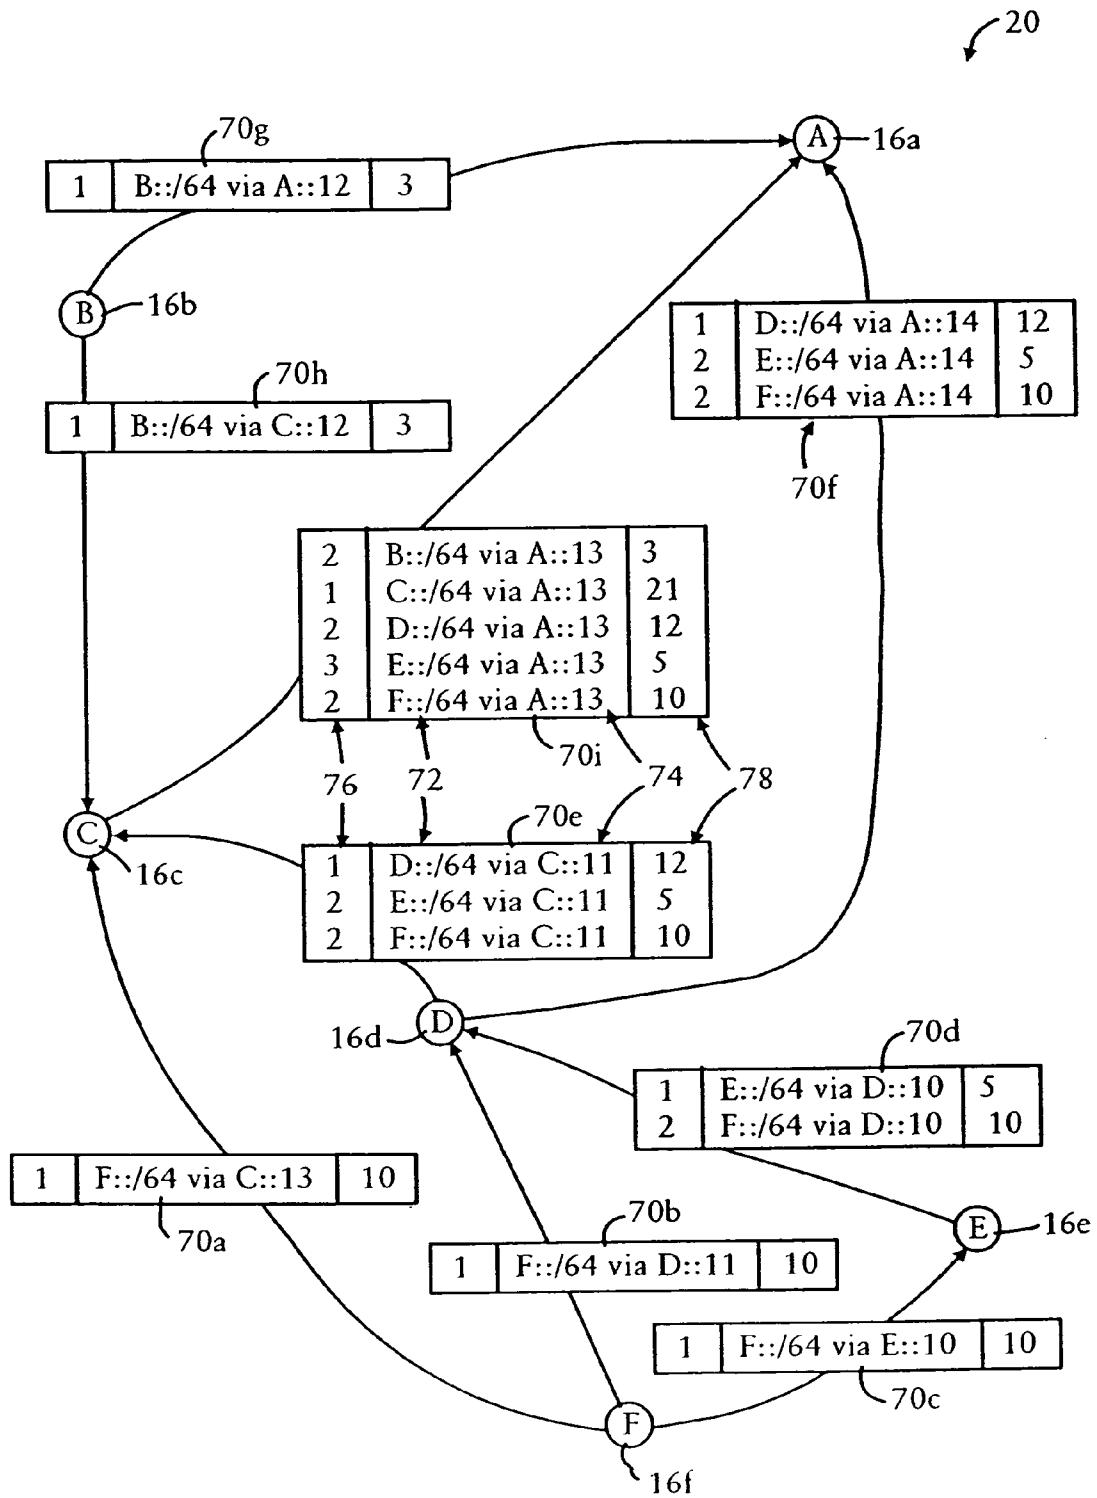 20
70g
A
16a
1 B::/64 via A::12 3
B
16b
1 D::/64 via A::14 12
2 E::/64 via A::14 5
2 F::/64 via A::14 10
70f
70h
1 B::/64 via C::12 3
2 B::/64 via A::13 3
1 C::/64 via A::13 21
2 D::/64 via A::13 12
3 E::/64 via A::13 5
2 F::/64 via A::13 10
70i
76
72
74
78
C
16c
70e
1 D::/64 via C::11 12
2 E::/64 via C::11 5
2 F::/64 via C::11 10
16d
D
70d
1 E::/64 via D::10 5
2 F::/64 via D::10 10
1 F::/64 via C::13 10
70a
70b
E
16e
1 F::/64 via D::11 10
1 F::/64 via E::10 10
70c
F
16f